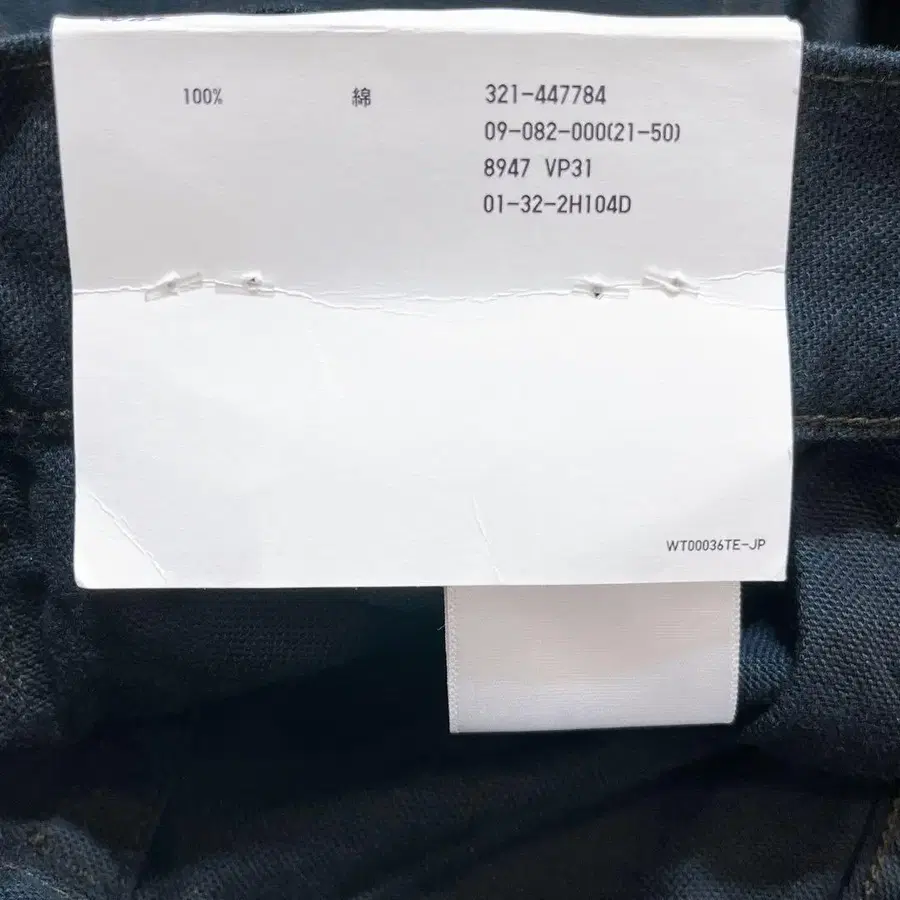 100% 綿 321-447784
09-082-000(21-50)
8947 VP31
01-32-2H104D
WT00036TE-JP